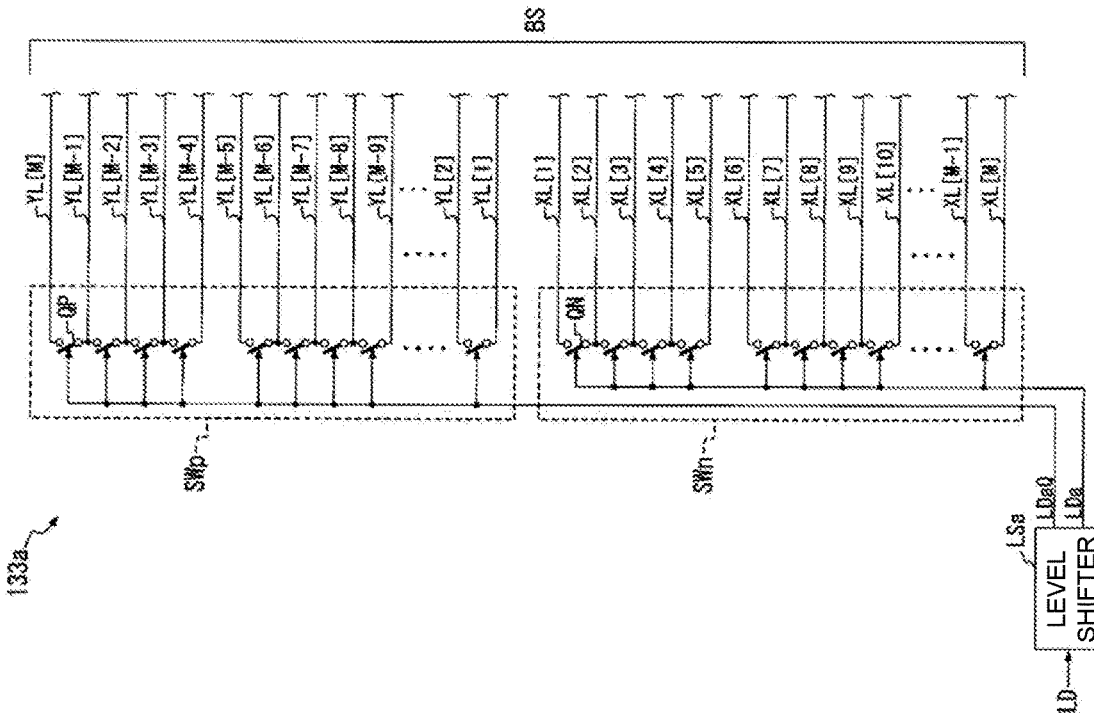 133a
YL[M]
YL[M-1]
YL[M-2]
YL[M-3]
YL[M-4]
YL[M-5]
YL[M-6]
YL[M-7]
YL[M-8]
YL[M-9]
YL[2]
YL[1]
QP
SWp
BS
XL[1]
XL[2]
XL[3]
XL[4]
XL[5]
XL[6]
XL[7]
XL[8]
XL[9]
XL[10]
XL[M-1]
XL[M]
QN
SWn
LDaQ
LDa
LSa
LEVEL
SHIFTER
LD